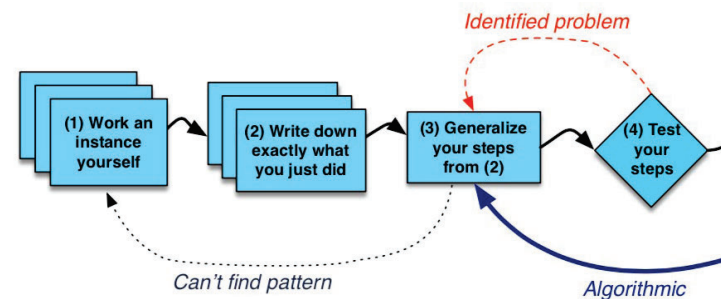 Identified problem
(1) Work an
instance
yourself
(2) Write down
exactly what
you just did
(3) Generalize
your steps
from (2)
(4) Test
your
steps
Can't find pattern
Algorithmic